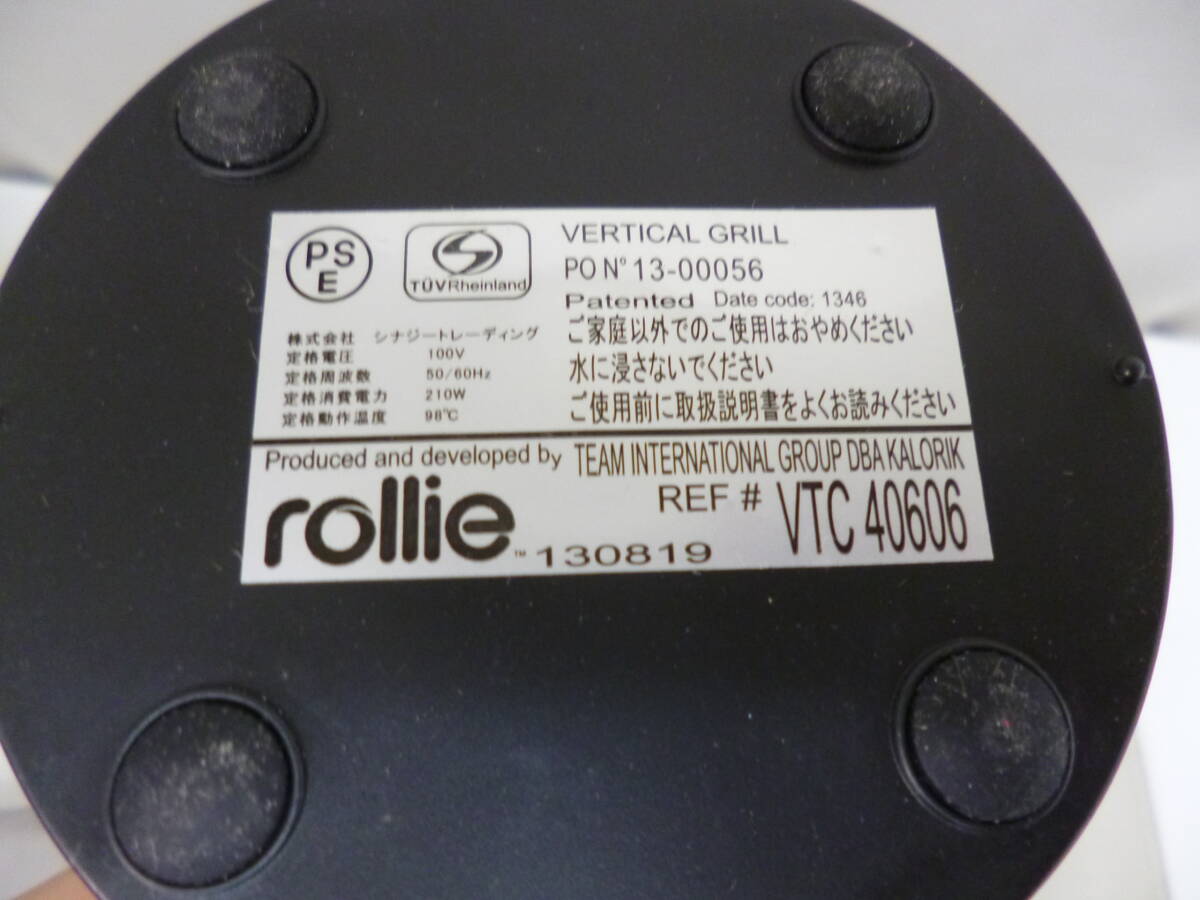 PS
E
TÜVRheinland
VERTICAL GRILL
PO N° 13-00056
Patented Date code: 1346
株式会社 シナジートレーディング
定格電圧 100V
定格周波数 50/60Hz
定格消費電力 210W
定格動作温度 98℃
ご家庭以外でのご使用はおやめください
水に浸さないでください
ご使用前に取扱説明書をよくお読みください
Produced and developed by TEAM INTERNATIONAL GROUP DBA KALORIK
rollie™ 130819 REF # VTC 40606